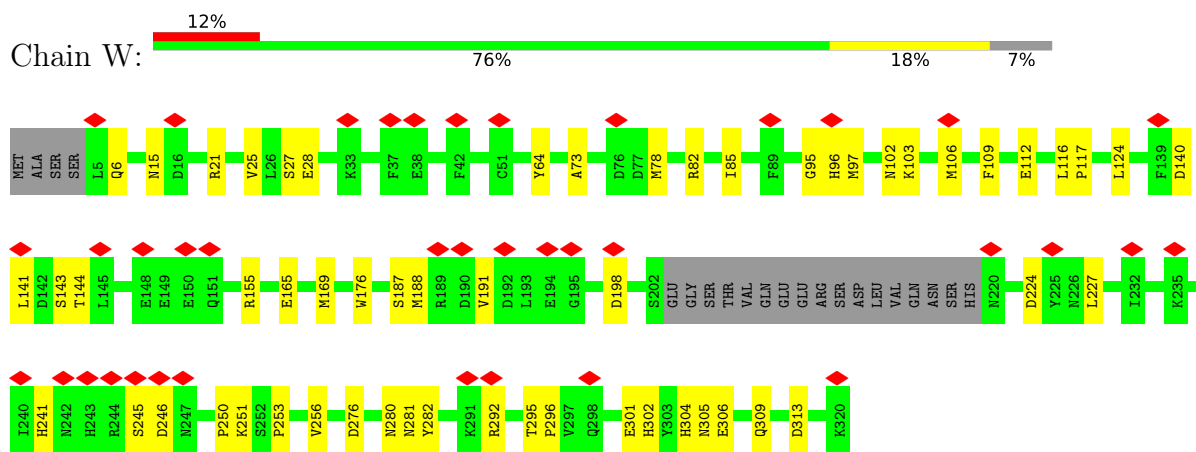 12%
Chain W:
76% 18% 7%
MET ALA SER SER L5 Q6 N15 D16 R21 V25 L26 S27 E28 K33 F37 E38 F42 C51 Y64 A73 D76 D77 M78 R82 I85 F89 G95 H96 M97 N102 K103 M106 F109 E112 L116 P117 L124 F139 D140
L141 D142 S143 T144 L145 E148 E149 E150 Q151 R155 E165 M169 W176 S187 M188 R189 D190 V191 D192 L193 E194 G195 D198 S202 GLU GLY SER THR VAL GLN GLU GLU ARG SER ASP LEU VAL GLN ASN SER HIS N220 D224 Y225 N226 L227 I232 K235
I240 H241 N242 H243 R244 S245 D246 N247 P250 K251 S252 P253 V256 D276 N280 N281 Y282 K291 R292 T295 P296 V297 Q298 E301 H302 Y303 H304 N305 E306 Q309 D313 K320